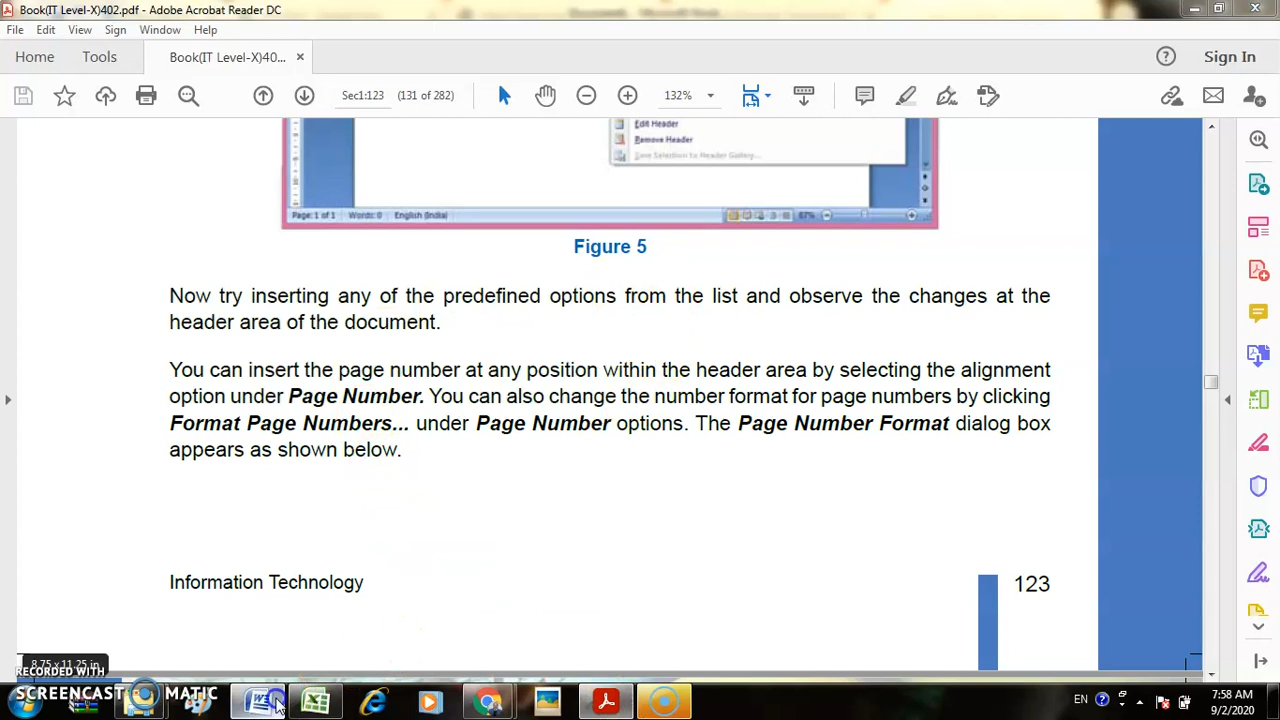 Book(IT Level-X)402.pdf - Adobe Acrobat Reader DC
File Edit View Sign Window Help
Home Tools Book(IT Level-X)40... × Sign In
Sec1:123 (131 of 282) 132%
Edit Header
Remove Header
Save Selection to Header Gallery...
Page: 1 of 1 Words: 0 English (India) 87%
Figure 5
Now try inserting any of the predefined options from the list and observe the changes at the
header area of the document.
You can insert the page number at any position within the header area by selecting the alignment
option under Page Number. You can also change the number format for page numbers by clicking
Format Page Numbers... under Page Number options. The Page Number Format dialog box
appears as shown below.
Information Technology 123
8.75 x 11.25 in
RECORDED WITH
SCREENCAST MATIC
EN 7:58 AM
9/2/2020